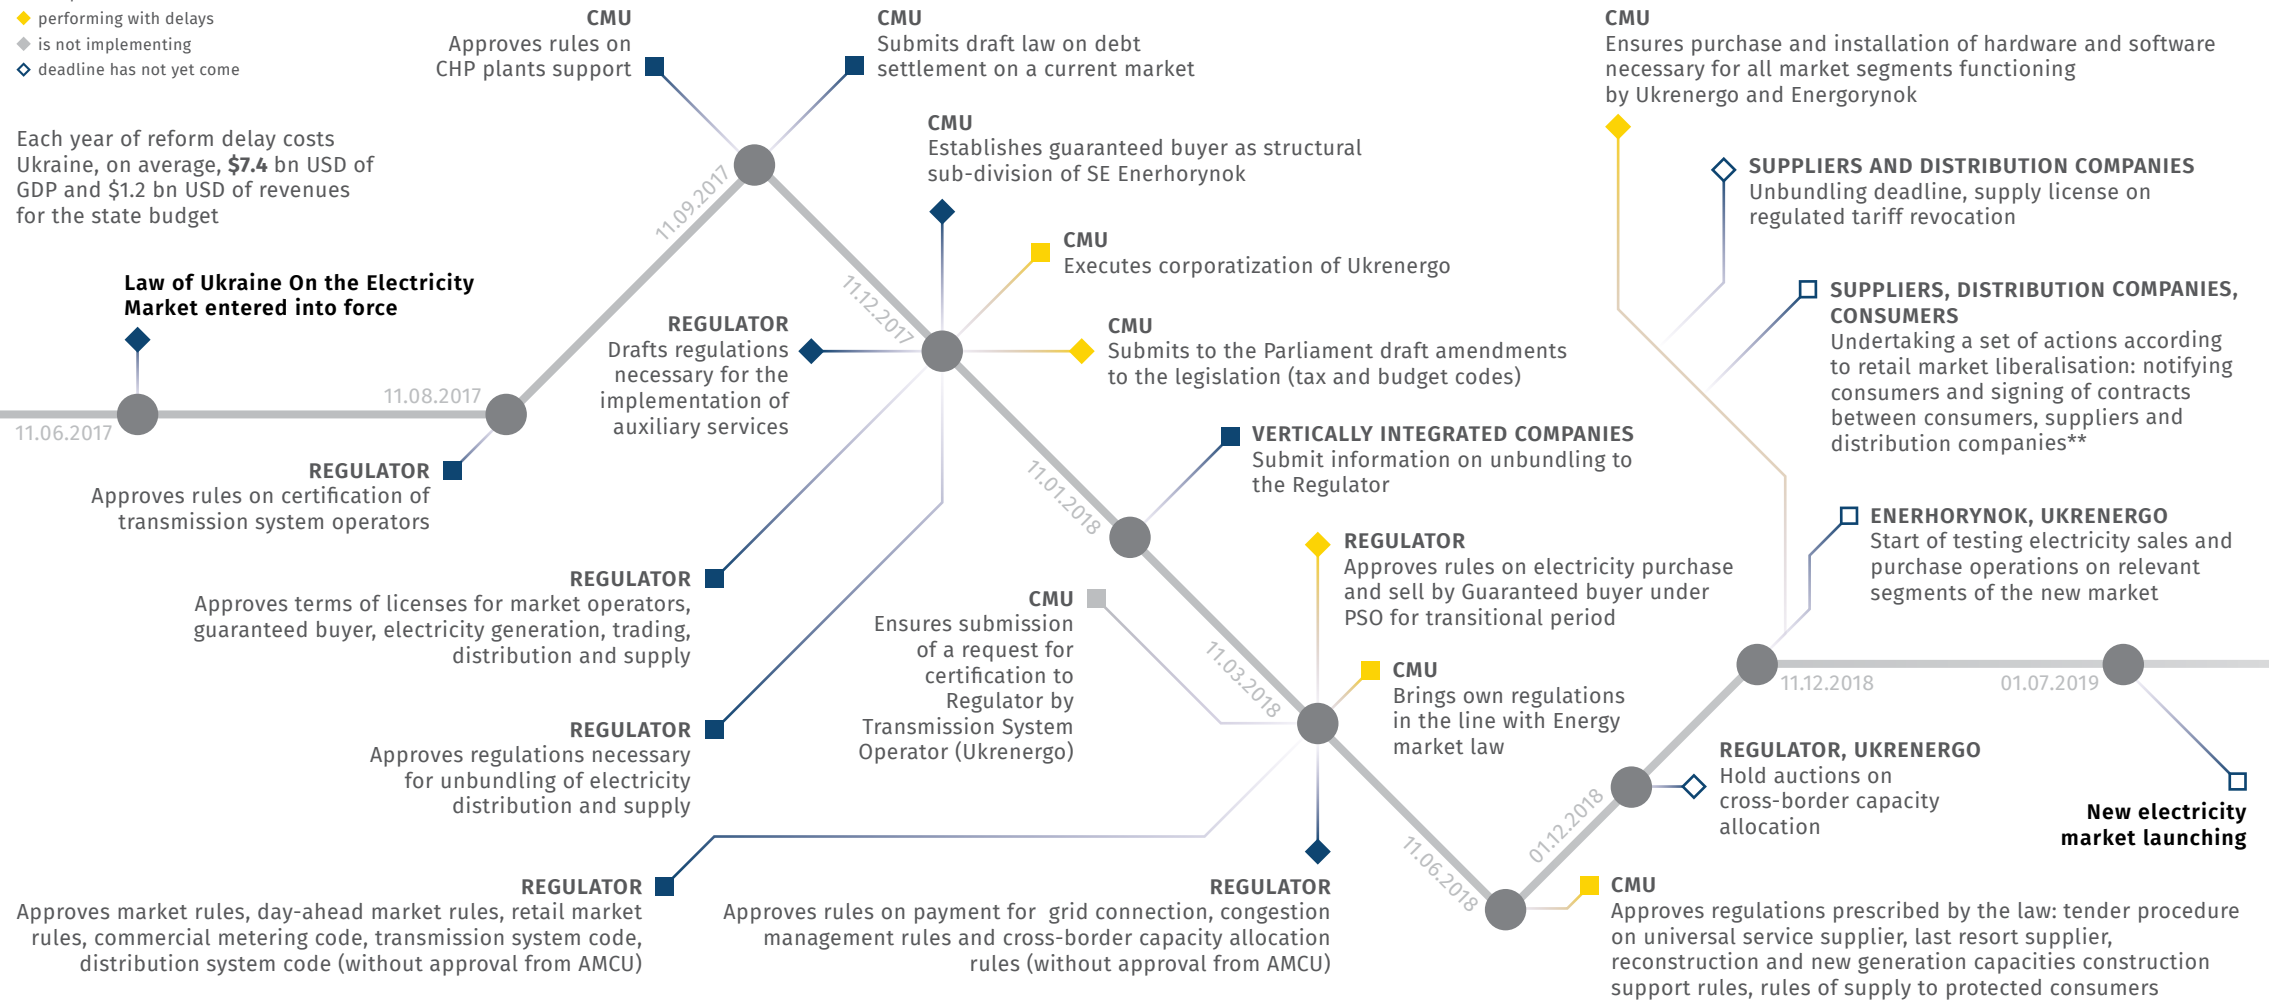 performing with delays
is not implementing
deadline has not yet come
Each year of reform delay costs
Ukraine, on average, $7.4 bn USD of
GDP and $1.2 bn USD of revenues
for the state budget
Law of Ukraine On the Electricity
Market entered into force
11.06.2017
11.08.2017
REGULATOR
Approves rules on certification of
transmission system operators
CMU
Approves rules on
CHP plants support
CMU
Submits draft law on debt
settlement on a current market
11.09.2017
CMU
Establishes guaranteed buyer as structural
sub-division of SE Enerhorynok
CMU
Executes corporatization of Ukrenergo
11.12.2017
REGULATOR
Drafts regulations
necessary for the
implementation of
auxiliary services
CMU
Submits to the Parliament draft amendments
to the legislation (tax and budget codes)
REGULATOR
Approves terms of licenses for market operators,
guaranteed buyer, electricity generation, trading,
distribution and supply
REGULATOR
Approves regulations necessary
for unbundling of electricity
distribution and supply
11.01.2018
VERTICALLY INTEGRATED COMPANIES
Submit information on unbundling to
the Regulator
CMU
Ensures submission
of a request for
certification to
Regulator by
Transmission System
Operator (Ukrenergo)
11.03.2018
REGULATOR
Approves rules on electricity purchase
and sell by Guaranteed buyer under
PSO for transitional period
CMU
Brings own regulations
in the line with Energy
market law
REGULATOR
Approves market rules, day-ahead market rules, retail market
rules, commercial metering code, transmission system code,
distribution system code (without approval from AMCU)
REGULATOR
Approves rules on payment for grid connection, congestion
management rules and cross-border capacity allocation
rules (without approval from AMCU)
11.06.2018
CMU
Approves regulations prescribed by the law: tender procedure
on universal service supplier, last resort supplier,
reconstruction and new generation capacities construction
support rules, rules of supply to protected consumers
01.12.2018
REGULATOR, UKRENERGO
Hold auctions on
cross-border capacity
allocation
11.12.2018
CMU
Ensures purchase and installation of hardware and software
necessary for all market segments functioning
by Ukrenergo and Energorynok
SUPPLIERS AND DISTRIBUTION COMPANIES
Unbundling deadline, supply license on
regulated tariff revocation
SUPPLIERS, DISTRIBUTION COMPANIES,
CONSUMERS
Undertaking a set of actions according
to retail market liberalisation: notifying
consumers and signing of contracts
between consumers, suppliers and
distribution companies**
ENERHORYNOK, UKRENERGO
Start of testing electricity sales and
purchase operations on relevant
segments of the new market
01.07.2019
New electricity
market launching